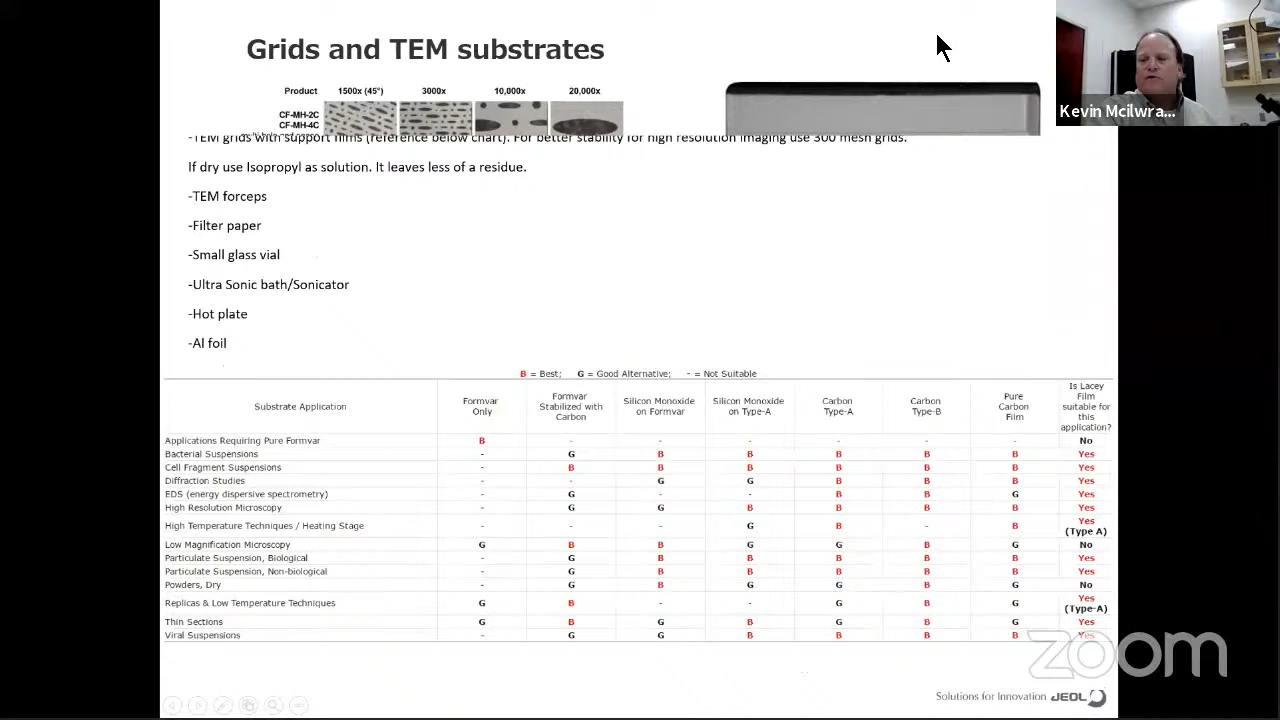 Grids and TEM substrates
Product 1500x (45°) 3000x 10,000x 20,000x
CF-MH-2C
CF-MH-4C
-TEM grids with support films (reference below chart). For better stability for high resolution imaging use 300 mesh grids.
If dry use Isopropyl as solution. It leaves less of a residue.
-TEM forceps
-Filter paper
-Small glass vial
-Ultra Sonic bath/Sonicator
-Hot plate
-Al foil
B = Best; G = Good Alternative; - = Not Suitable
Substrate Application Formvar Only Formvar Stabilized with Carbon Silicon Monoxide on Formvar Silicon Monoxide on Type-A Carbon Type-A Carbon Type-B Pure Carbon Film Is Lacey Film suitable for this application?
Applications Requiring Pure Formvar B - - - - - - No
Bacterial Suspensions - G B B B B B Yes
Cell Fragment Suspensions - B B B B B B Yes
Diffraction Studies - - G G B B B Yes
EDS (energy dispersive spectrometry) - G - - B B G Yes
High Resolution Microscopy - G G B B B B Yes
High Temperature Techniques / Heating Stage - - - G B - B Yes (Type A)
Low Magnification Microscopy G B B G G B G No
Particulate Suspension, Biological - G B B B B B Yes
Particulate Suspension, Non-biological - G B B B B B Yes
Powders, Dry - G B G G B G No
Replicas & Low Temperature Techniques G B - - G B G Yes (Type-A)
Thin Sections G B G B G B G Yes
Viral Suspensions - G G B B B B Yes
Kevin Mcilwra...
zoom
Solutions for Innovation JEOL